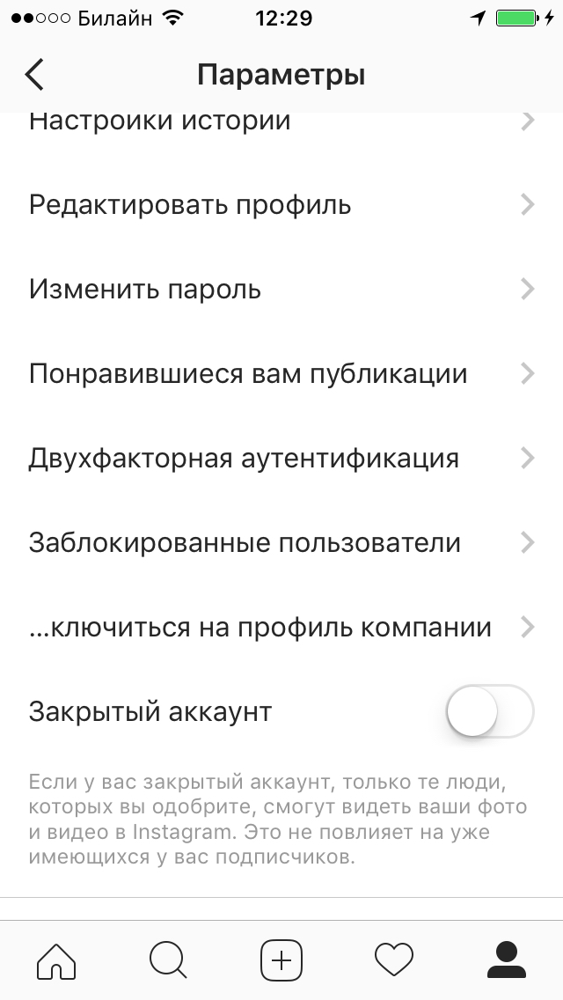 Билайн 12:29
Параметры
Настройки истории
Редактировать профиль
Изменить пароль
Понравившиеся вам публикации
Двухфакторная аутентификация
Заблокированные пользователи
...ключиться на профиль компании
Закрытый аккаунт
Если у вас закрытый аккаунт, только те люди,
которых вы одобрите, смогут видеть ваши фото
и видео в Instagram. Это не повлияет на уже
имеющихся у вас подписчиков.